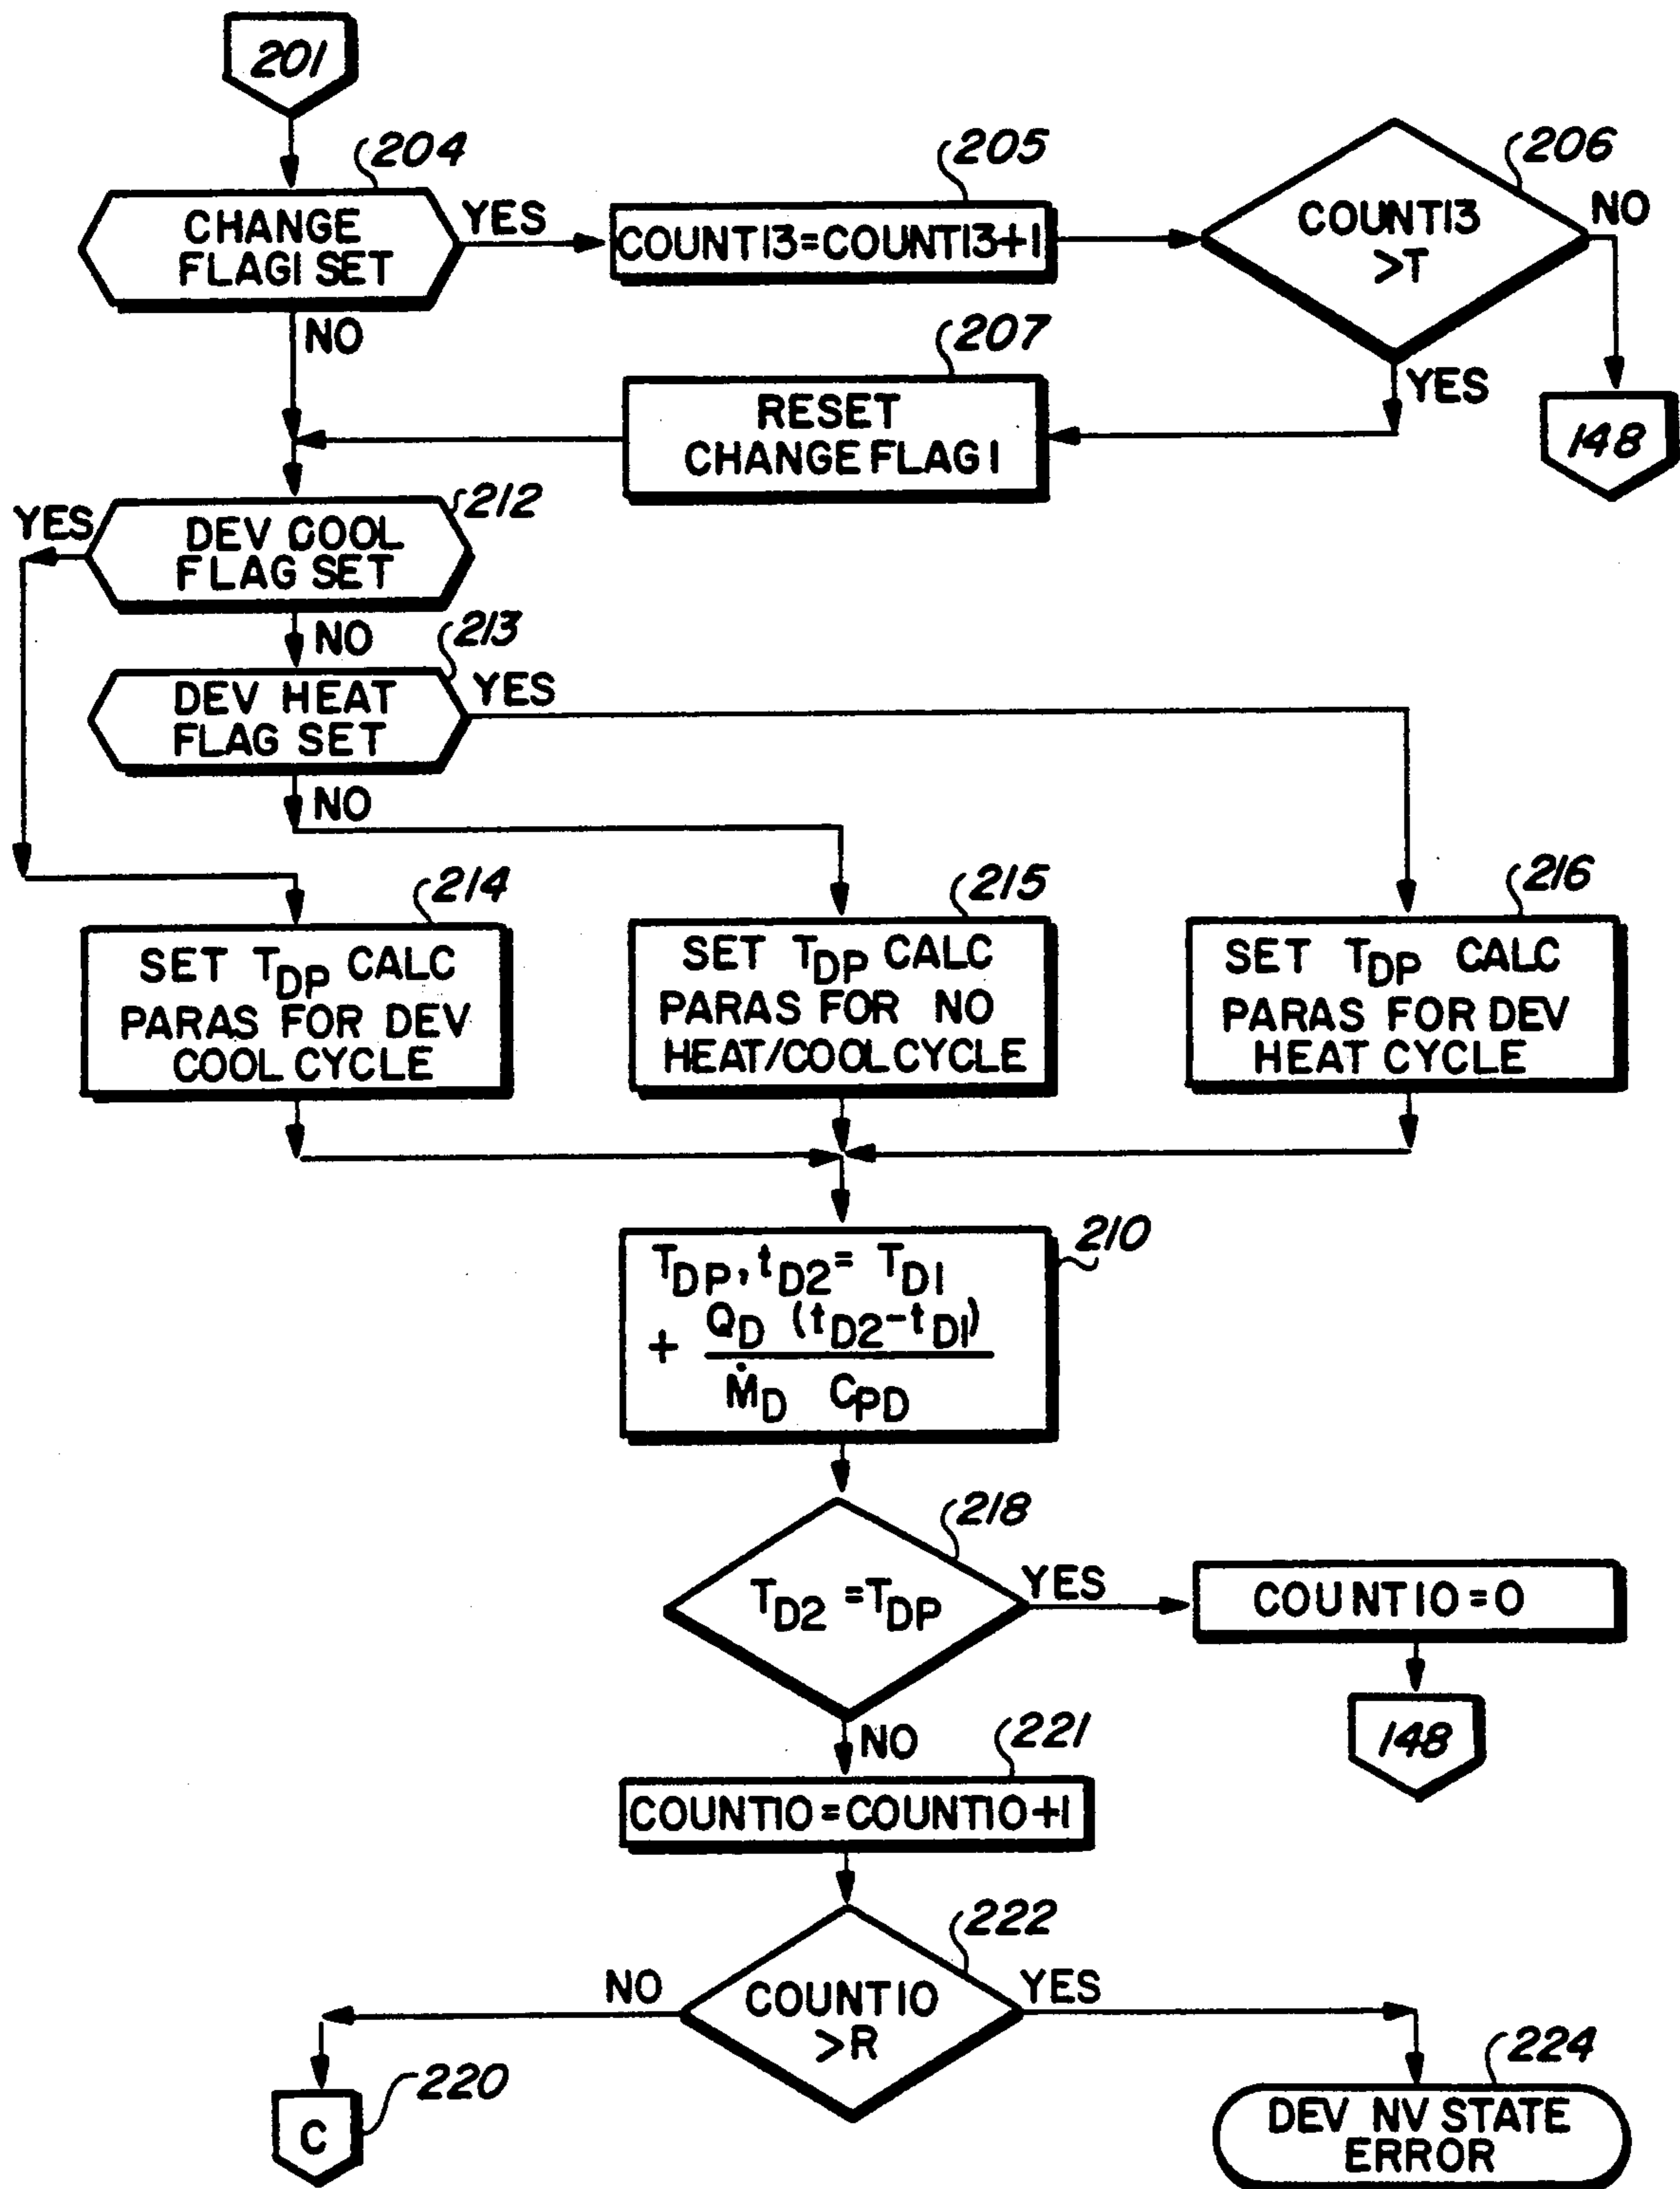 201
204
CHANGE
FLAG1 SET
YES
NO
205
COUNT13=COUNT13+1
206
COUNT13
>T
NO
YES
148
207
RESET
CHANGE FLAG 1
212
YES
DEV COOL
FLAG SET
NO
213
DEV HEAT
FLAG SET
YES
NO
214
SET TDP CALC
PARAS FOR DEV
COOL CYCLE
215
SET TDP CALC
PARAS FOR NO
HEAT/COOL CYCLE
216
SET TDP CALC
PARAS FOR DEV
HEAT CYCLE
210
TDP, tD2 = TD1
+ QD (tD2-tD1)
ṀD CPD
218
TD2 = TDP
YES
COUNT10 = 0
148
NO
221
COUNT10 = COUNT10+1
222
COUNT10
>R
NO
YES
220
C
224
DEV NV STATE
ERROR